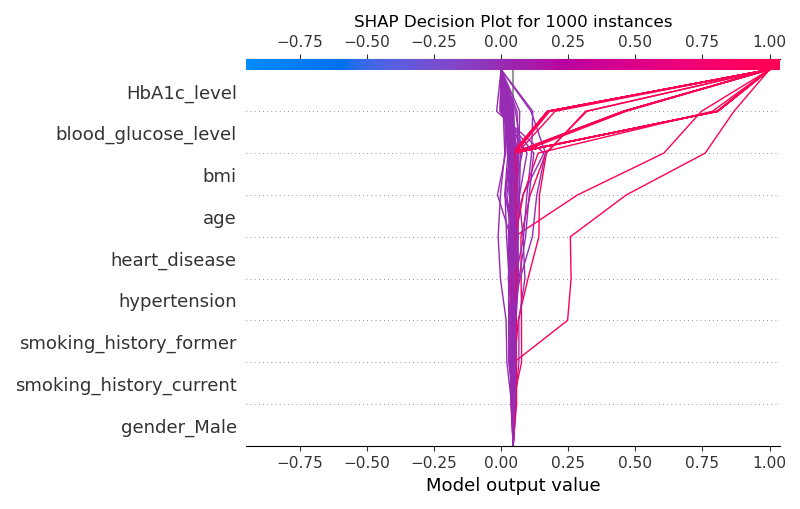 SHAP Decision Plot for 1000 instances
−0.75 −0.50 −0.25 0.00 0.25 0.50 0.75 1.00
HbA1c_level
blood_glucose_level
bmi
age
heart_disease
hypertension
smoking_history_former
smoking_history_current
gender_Male
−0.75 −0.50 −0.25 0.00 0.25 0.50 0.75 1.00
Model output value